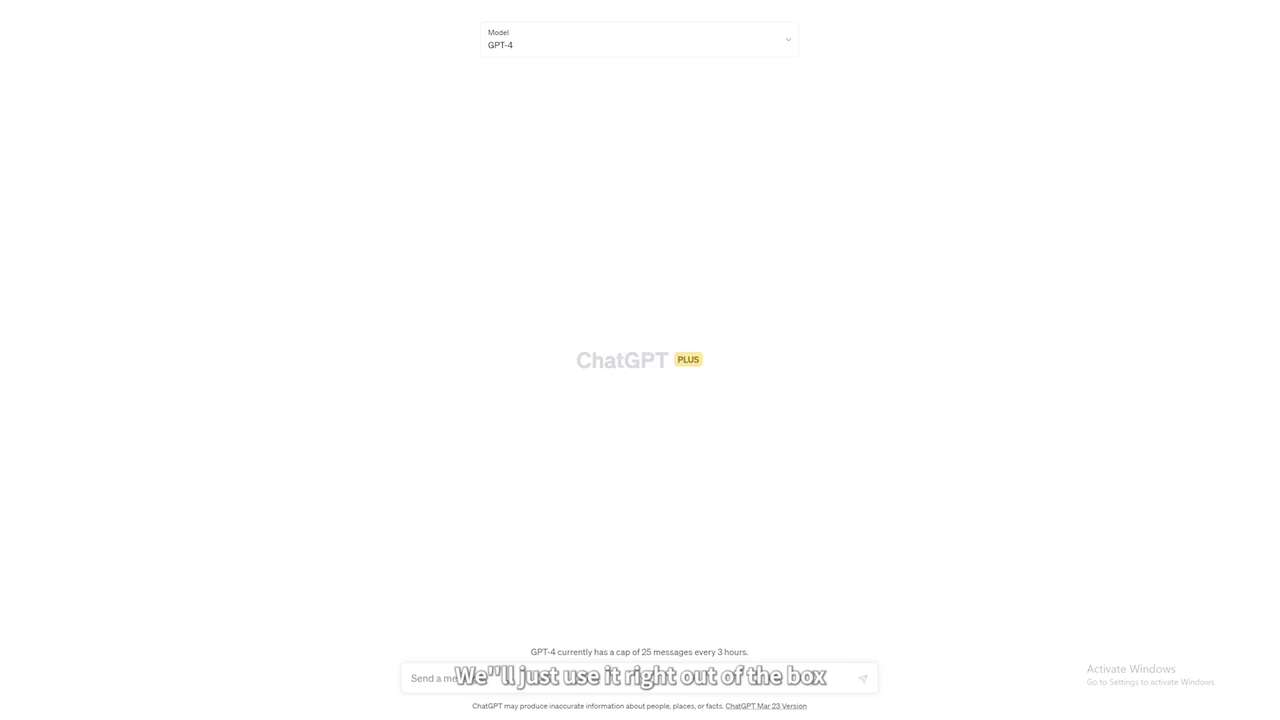 Model
GPT-4
ChatGPT PLUS
GPT-4 currently has a cap of 25 messages every 3 hours.
Send a me
We"ll just use it right out of the box
ChatGPT may produce inaccurate information about people, places, or facts. ChatGPT Mar 23 Version
Activate Windows
Go to Settings to activate Windows.